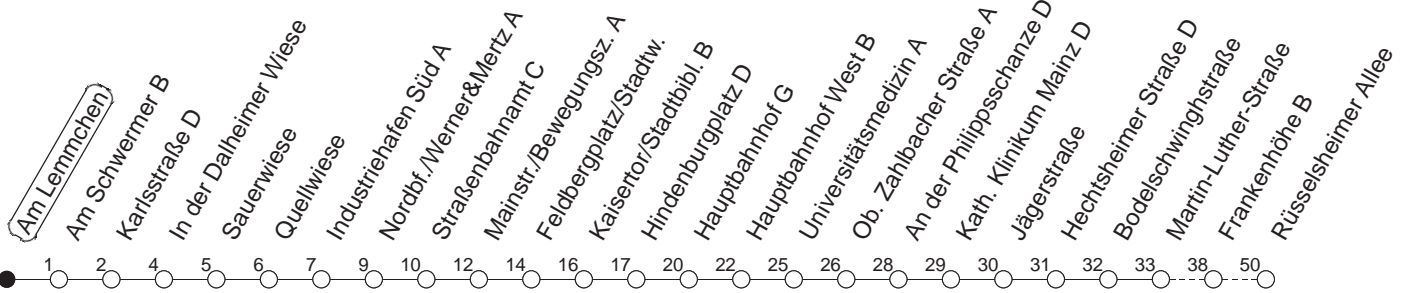 Am Lemmchen
Am Schwermer B
Karlsstraße D
In der Dalheimer Wiese
Sauerwiese
Quellwiese
Industriehafen Süd A
Nordbf./Werner&Mertz A
Straßenbahnamt C
Mainstr./Bewegungsz. A
Feldbergplatz/Stadtw.
Kaisertor/Stadtbibl. B
Hindenburgplatz D
Hauptbahnhof G
Hauptbahnhof West B
Universitätsmedizin A
Ob. Zahlbacher Straße A
An der Philippsschanze D
Kath. Klinikum Mainz D
Jägerstraße
Hechtsheimer Straße D
Bodelschwinghstraße
Martin-Luther-Straße
Frankenhöhe B
Rüsselsheimer Allee
1 2 4 5 6 7 9 10 12 14 16 17 20 22 25 26 28 29 30 31 32 33 38 50